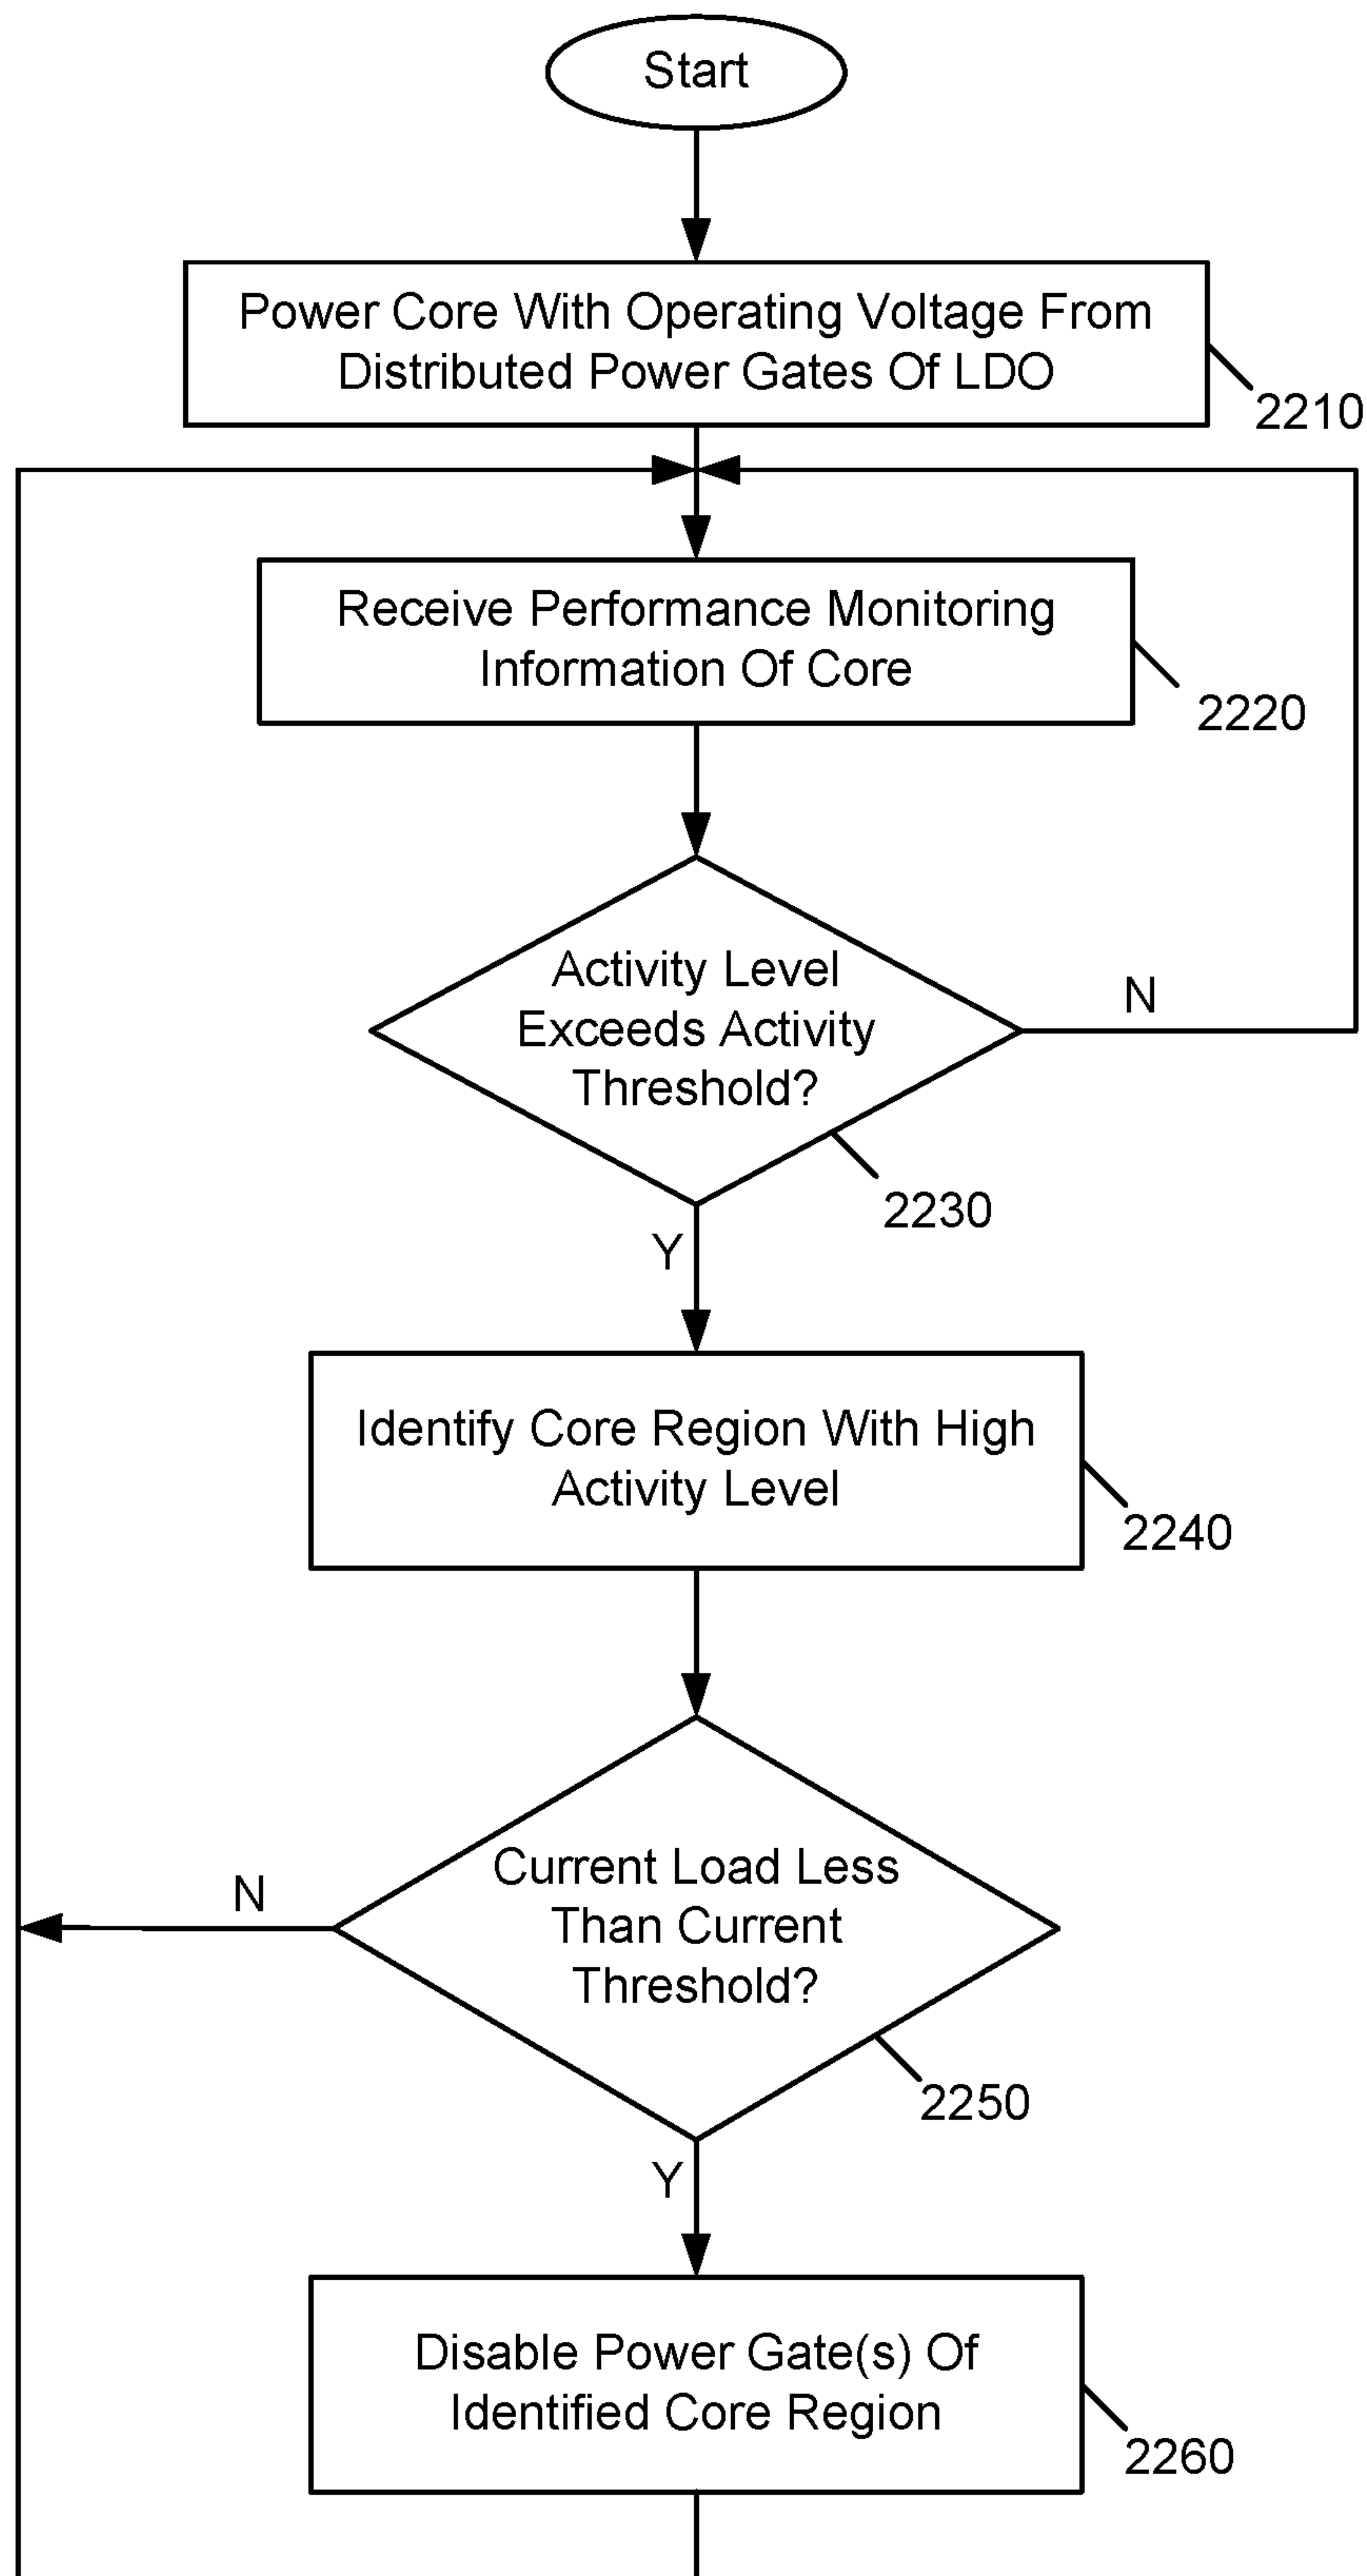 Start
Power Core With Operating Voltage From
Distributed Power Gates Of LDO
2210
Receive Performance Monitoring
Information Of Core
2220
Activity Level
Exceeds Activity
Threshold?
N
2230
Y
Identify Core Region With High
Activity Level
2240
Current Load Less
Than Current
Threshold?
N
2250
Y
Disable Power Gate(s) Of
Identified Core Region
2260